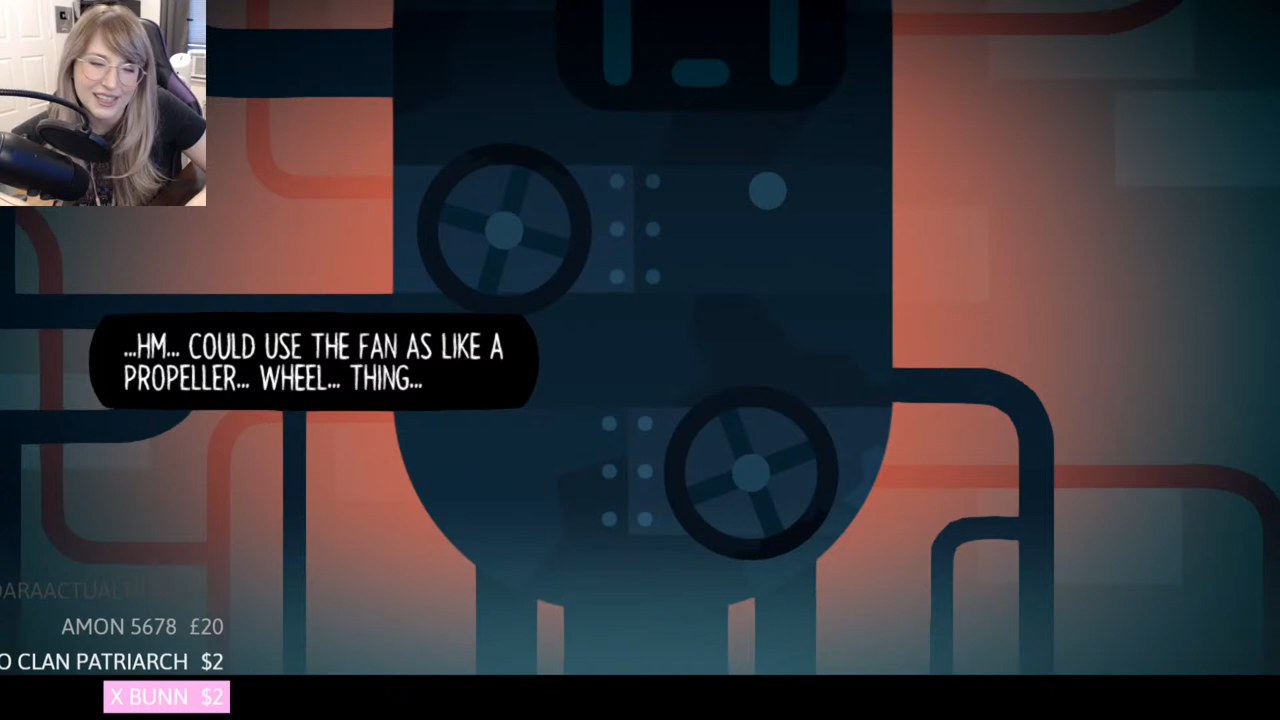 ...HM... COULD USE THE FAN AS LIKE A
PROPELLER... WHEEL... THING...
AMON 5678 £20
O CLAN PATRIARCH $2
X BUNN $2